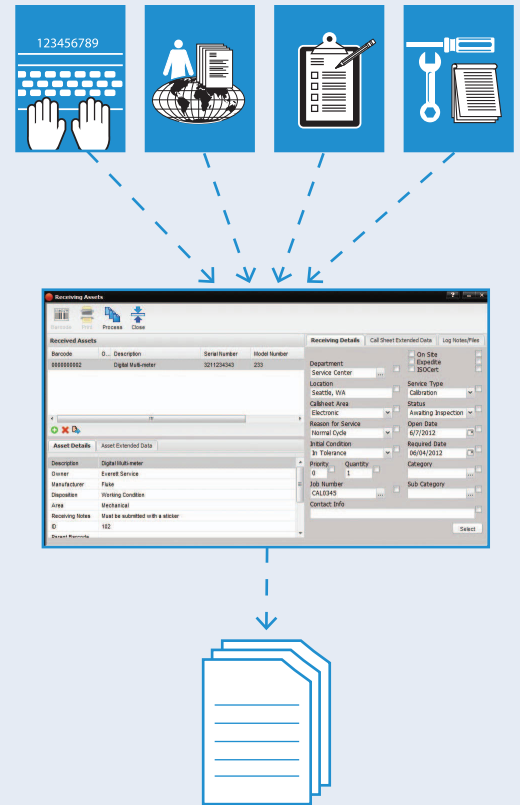 123456789
Receiving Assets
Barcode Print Process Close
Received Assets
Barcode O... Description Serial Number Model Number
0000000002 Digital Multi-meter 3211234343 233
Asset Details Asset Extended Data
Description Digital Multi-meter
Owner Everett Service
Manufacturer Fluke
Disposition Working Condition
Area Mechanical
Receiving Notes Must be submitted with a sticker
ID 102
Parent Barcode
Receiving Details Call Sheet Extended Data Log Notes/Files
On Site
Expedite
ISOCert
Department
Service Center ...
Location Service Type
Seattle, WA Calibration
Callsheet Area Status
Electronic Awaiting Inspection
Reason for Service Open Date
Normal Cycle 6/7/2012
Initial Condition Required Date
In Tolerance 06/04/2012
Priority Quantity Category
0 1 ...
Job Number Sub Category
CAL0345 ... ...
Contact Info
Select